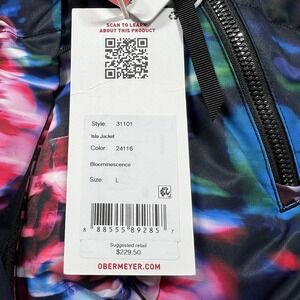 SCAN TO LEARN
ABOUT THIS PRODUCT
Style: 31101
Isla Jacket
Color: 24116
Bloominescence
Size: L
8 88555 89285 7
Suggested retail
$229.50
OBERMEYER.COM